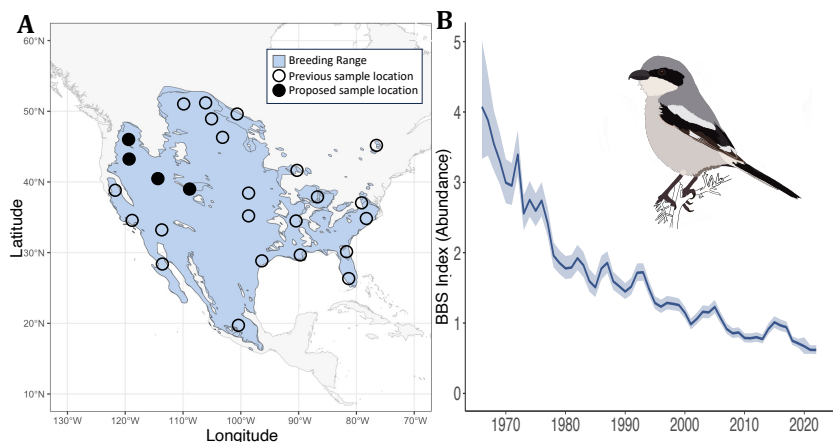 A
60°N
50°N
40°N
30°N
20°N
10°N
Latitude
130°W 120°W 110°W 100°W 90°W 80°W 70°W
Longitude
Breeding Range
Previous sample location
Proposed sample location
B
5
4
3
2
1
0
BBS Index (Abundance)
1970 1980 1990 2000 2010 2020